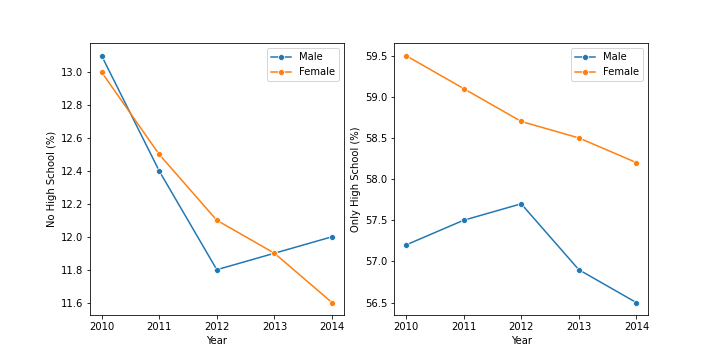 No High School (%)
13.0
12.8
12.6
12.4
12.2
12.0
11.8
11.6
2010 2011 2012 2013 2014
Year
Male
Female
Only High School (%)
59.5
59.0
58.5
58.0
57.5
57.0
56.5
2010 2011 2012 2013 2014
Year
Male
Female